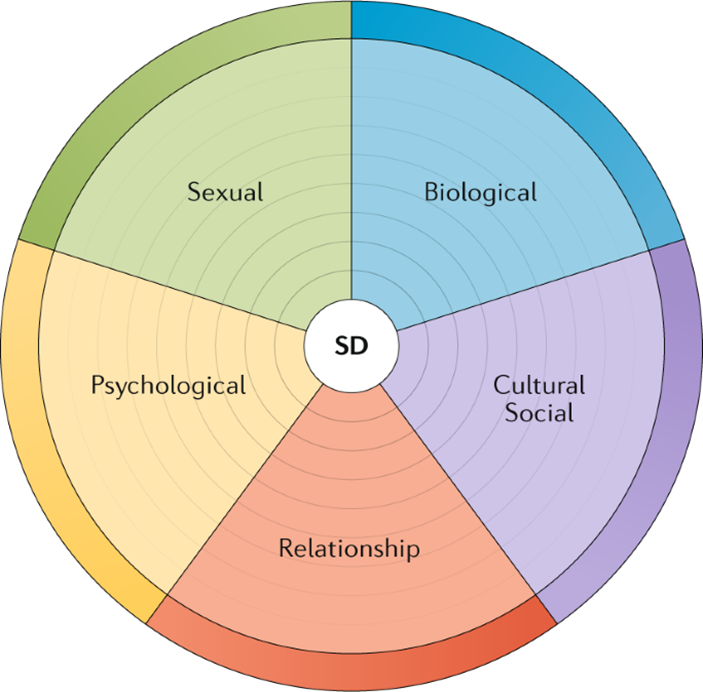 Sexual
Biological
SD
Psychological
Cultural
Social
Relationship